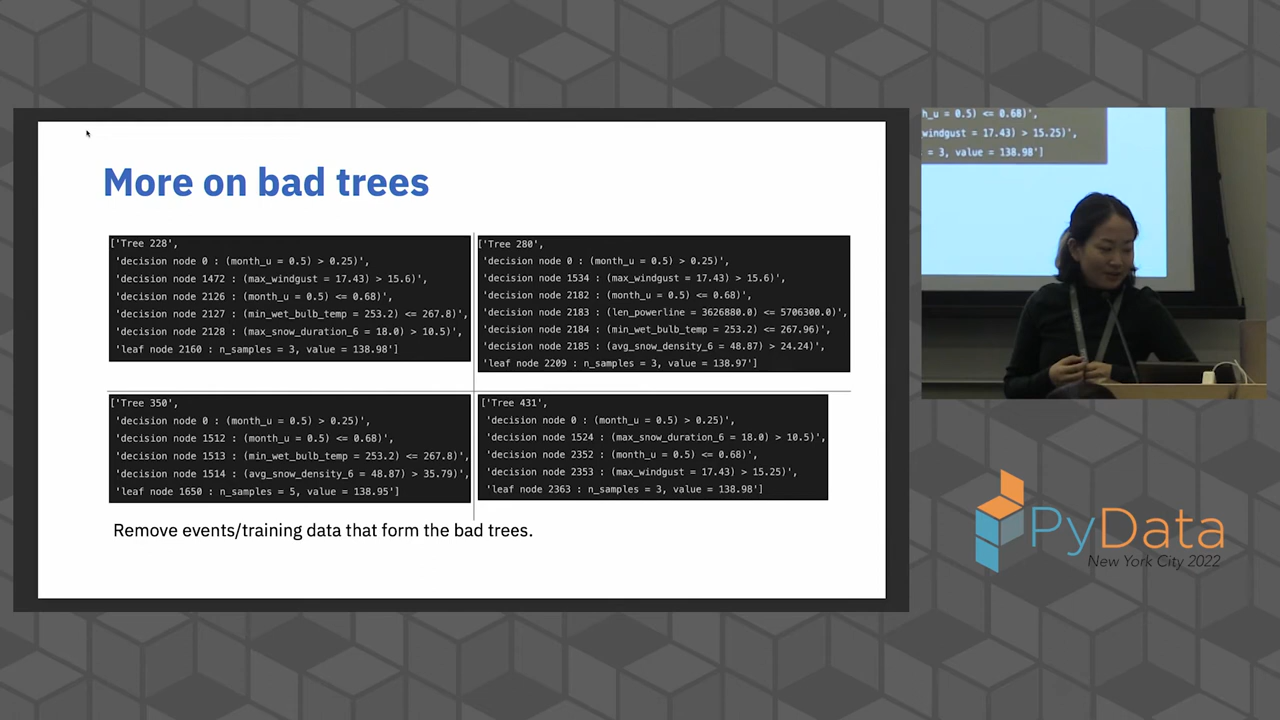 More on bad trees
['Tree 228',
'decision node 0 : (month_u = 0.5) > 0.25)',
'decision node 1472 : (max_windgust = 17.43) > 15.6)',
'decision node 2126 : (month_u = 0.5) <= 0.68)',
'decision node 2127 : (min_wet_bulb_temp = 253.2) <= 267.8)',
'decision node 2128 : (max_snow_duration_6 = 18.0) > 10.5)',
'leaf node 2160 : n_samples = 3, value = 138.98']
['Tree 280',
'decision node 0 : (month_u = 0.5) > 0.25)',
'decision node 1534 : (max_windgust = 17.43) > 15.6)',
'decision node 2182 : (month_u = 0.5) <= 0.68)',
'decision node 2183 : (len_powerline = 3626880.0) <= 5706300.0)',
'decision node 2184 : (min_wet_bulb_temp = 253.2) <= 267.96)',
'decision node 2185 : (avg_snow_density_6 = 48.87) > 24.24)',
'leaf node 2209 : n_samples = 3, value = 138.97']
['Tree 350',
'decision node 0 : (month_u = 0.5) > 0.25)',
'decision node 1512 : (month_u = 0.5) <= 0.68)',
'decision node 1513 : (min_wet_bulb_temp = 253.2) <= 267.8)',
'decision node 1514 : (avg_snow_density_6 = 48.87) > 35.79)',
'leaf node 1650 : n_samples = 5, value = 138.95']
['Tree 431',
'decision node 0 : (month_u = 0.5) > 0.25)',
'decision node 1524 : (max_snow_duration_6 = 18.0) > 10.5)',
'decision node 2352 : (month_u = 0.5) <= 0.68)',
'decision node 2353 : (max_windgust = 17.43) > 15.25)',
'leaf node 2363 : n_samples = 3, value = 138.98']
Remove events/training data that form the bad trees.
h_u = 0.5) <= 0.68)',
windgust = 17.43) > 15.25)',
= 3, value = 138.98']
PyData
New York City 2022